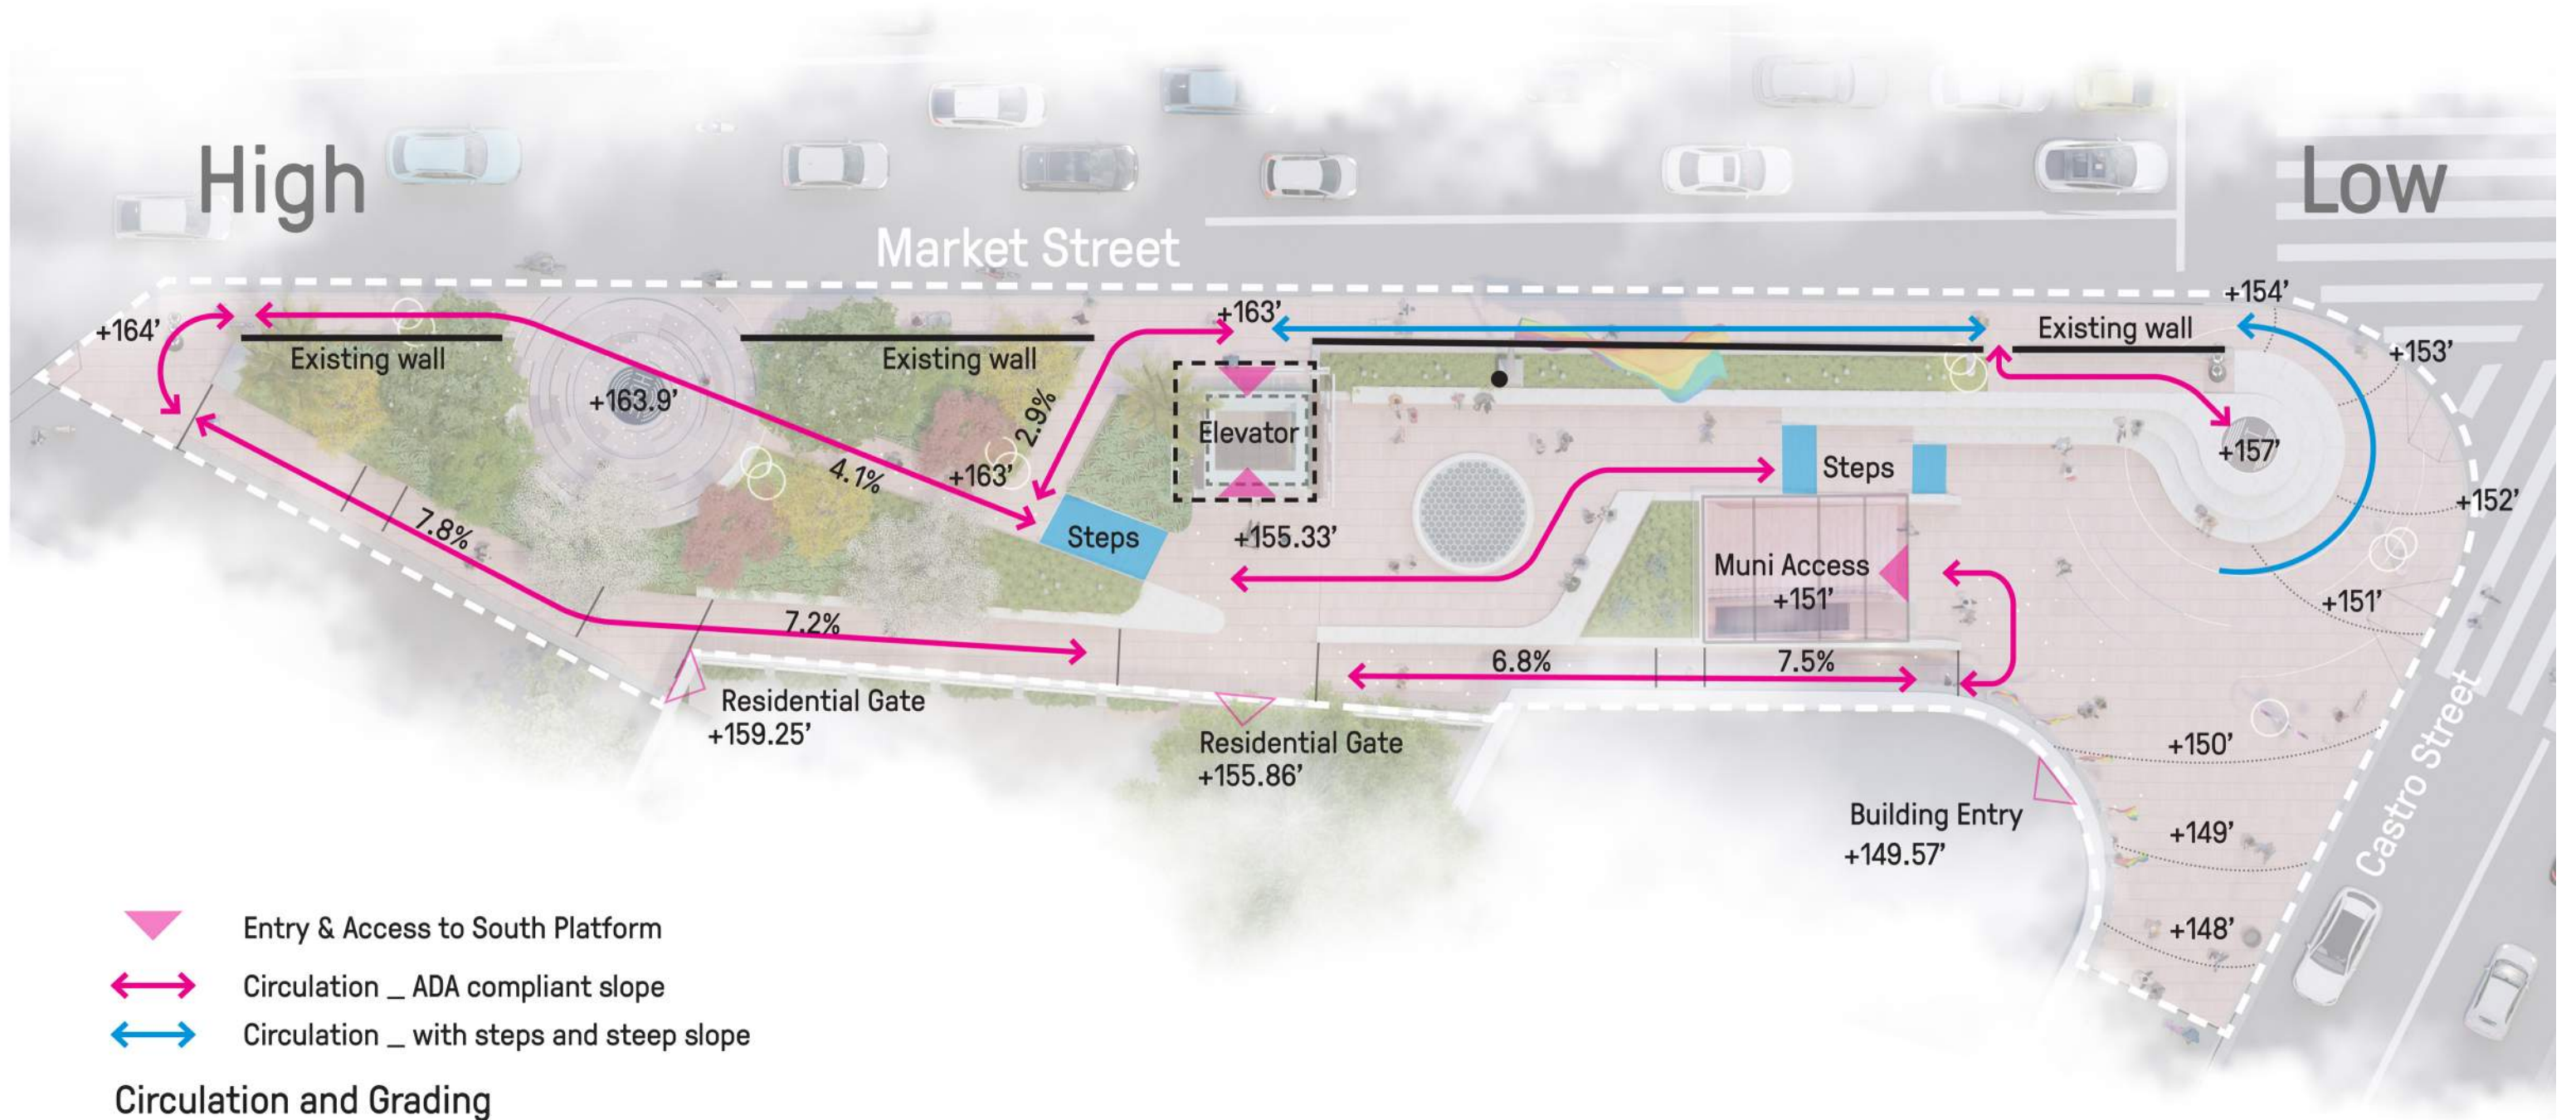 High
Low
Market Street
+164’
+163’
+154’
Existing wall
Existing wall
Existing wall
+153’
+163.9’
2.9%
Elevator
+157’
4.1%
+163’
Steps
+152’
7.8%
Steps
+155.33’
Muni Access
+151’
+151’
7.2%
6.8%
7.5%
Residential Gate
+159.25’
Residential Gate
+155.86’
+150’
Castro Street
Building Entry
+149.57’
+149’
+148’
Entry & Access to South Platform
Circulation _ ADA compliant slope
Circulation _ with steps and steep slope
Circulation and Grading